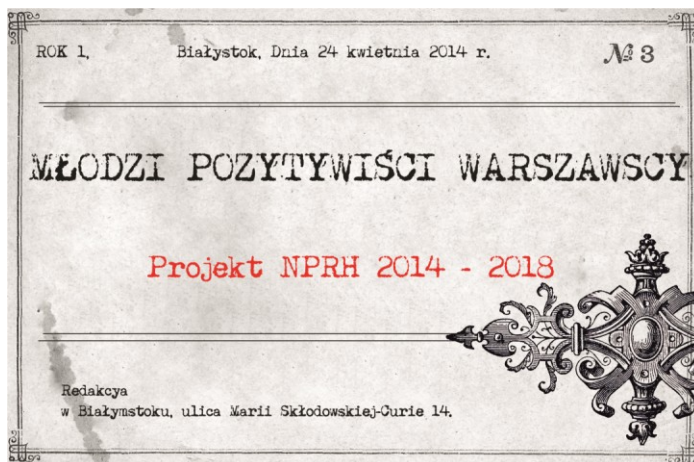 ROK 1,
Białystok, Dnia 24 kwietnia 2014 r.
№ 3
MŁODZI POZYTYWIŚCI WARSZAWSCY
Projekt NPRH 2014 - 2018
Redakcya
w Białymstoku, ulica Marii Skłodowskiej-Curie 14.